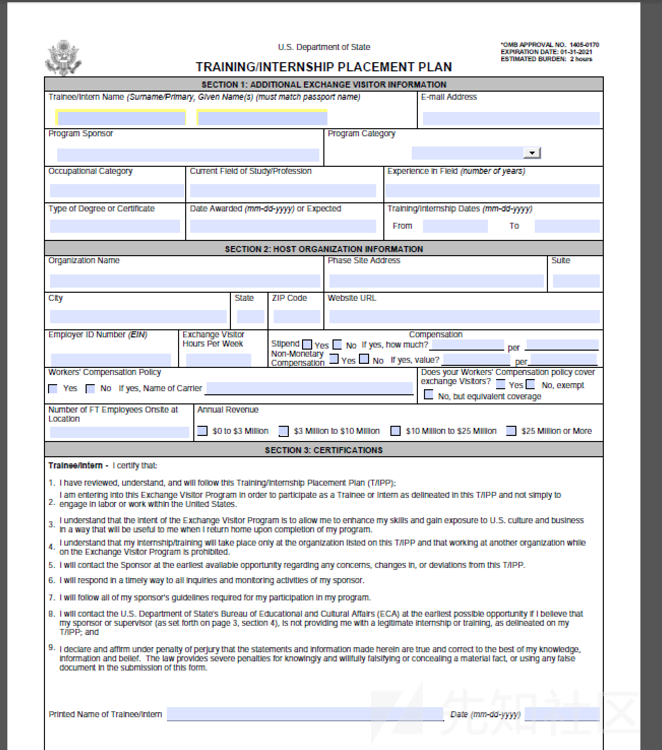 U.S. Department of State
*OMB APPROVAL NO. 1405-0170
EXPIRATION DATE: 01-31-2021
ESTIMATED BURDEN: 2 hours
TRAINING/INTERNSHIP PLACEMENT PLAN
SECTION 1: ADDITIONAL EXCHANGE VISITOR INFORMATION
Trainee/Intern Name (Surname/Primary, Given Name(s) (must match passport name)
E-mail Address
Program Sponsor
Program Category
Occupational Category
Current Field of Study/Profession
Experience in Field (number of years)
Type of Degree or Certificate
Date Awarded (mm-dd-yyyy) or Expected
Training/Internship Dates (mm-dd-yyyy)
From To
SECTION 2: HOST ORGANIZATION INFORMATION
Organization Name
Phase Site Address
Suite
City
State
ZIP Code
Website URL
Employer ID Number (EIN)
Exchange Visitor
Hours Per Week
Compensation
Stipend Yes No If yes, how much? per
Non-Monetary
Compensation Yes No If yes, value? per
Workers' Compensation Policy
Yes No If yes, Name of Carrier
Does your Workers' Compensation policy cover
exchange Visitors? Yes No, exempt
No, but equivalent coverage
Number of FT Employees Onsite at
Location
Annual Revenue
$0 to $3 Million $3 Million to $10 Million $10 Million to $25 Million $25 Million or More
SECTION 3: CERTIFICATIONS
Trainee/Intern - I certify that:
1. I have reviewed, understand, and will follow this Training/Internship Placement Plan (T/IPP);
2. I am entering into this Exchange Visitor Program in order to participate as a Trainee or Intern as delineated in this T/IPP and not simply to
engage in labor or work within the United States.
3. I understand that the intent of the Exchange Visitor Program is to allow me to enhance my skills and gain exposure to U.S. culture and business
in a way that will be useful to me when I return home upon completion of my program.
4. I understand that my internship/training will take place only at the organization listed on this T/IPP and that working at another organization while
on the Exchange Visitor Program is prohibited.
5. I will contact the Sponsor at the earliest available opportunity regarding any concerns, changes in, or deviations from this T/IPP.
6. I will respond in a timely way to all inquiries and monitoring activities of my sponsor.
7. I will follow all of my sponsor's guidelines required for my participation in my program.
8. I will contact the U.S. Department of State's Bureau of Educational and Cultural Affairs (ECA) at the earliest possible opportunity if I believe that
my sponsor or supervisor (as set forth on page 3, section 4), is not providing me with a legitimate internship or training, as delineated on my
T/IPP; and
9. I declare and affirm under penalty of perjury that the statements and information made herein are true and correct to the best of my knowledge,
information and belief. The law provides severe penalties for knowingly and willfully falsifying or concealing a material fact, or using any false
document in the submission of this form.
Printed Name of Trainee/Intern Date (mm-dd-yyyy)
先知社区